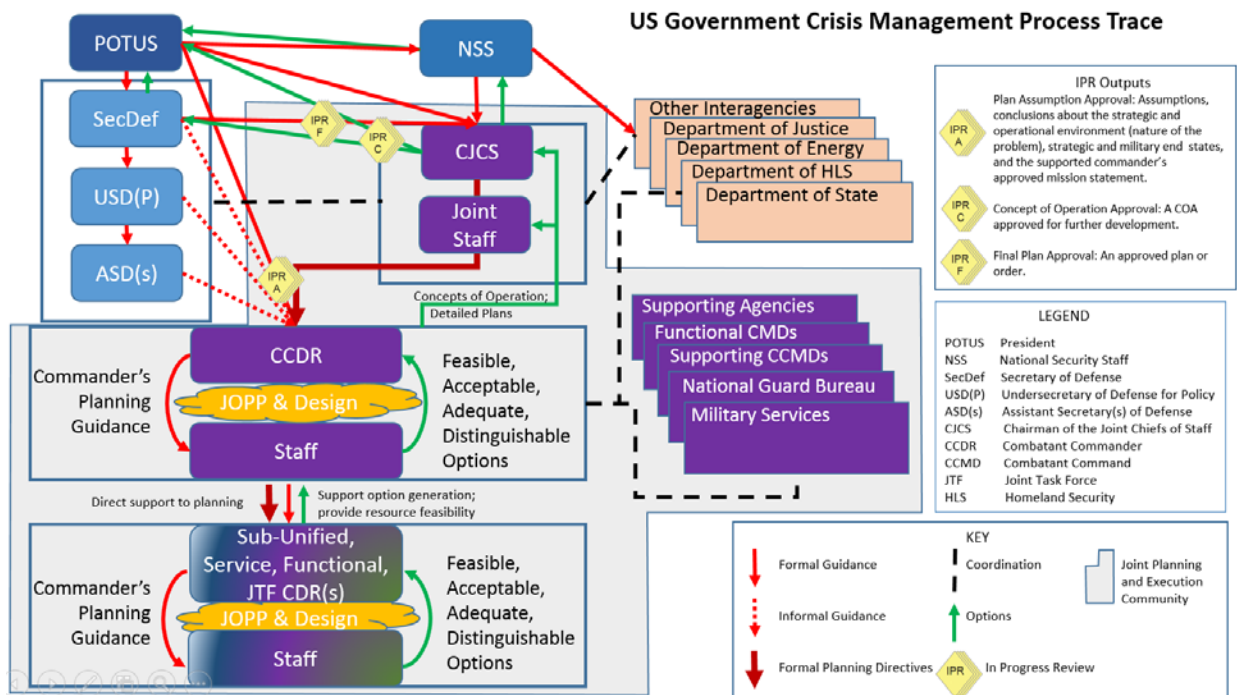 US Government Crisis Management Process Trace
POTUS
NSS
SecDef
IPR
F
IPR
C
CJCS
USD(P)
Joint
Staff
ASD(s)
IPR
A
Other Interagencies
Department of Justice
Department of Energy
Department of HLS
Department of State
Concepts of Operation;
Detailed Plans
Supporting Agencies
Functional CMDs
Supporting CCMDs
National Guard Bureau
Military Services
Commander’s
Planning
Guidance
CCDR
JOPP & Design
Staff
Feasible,
Acceptable,
Adequate,
Distinguishable
Options
Direct support to planning
Support option generation;
provide resource feasibility
Commander’s
Planning
Guidance
Sub-Unified,
Service, Functional,
JTF CDR(s)
JOPP & Design
Staff
Feasible,
Acceptable,
Adequate,
Distinguishable
Options
IPR Outputs
IPR
A
Plan Assumption Approval: Assumptions,
conclusions about the strategic and
operational environment (nature of the
problem), strategic and military end states,
and the supported commander’s
approved mission statement.
IPR
C
Concept of Operation Approval: A COA
approved for further development.
IPR
F
Final Plan Approval: An approved plan or
order.
LEGEND
POTUS President
NSS National Security Staff
SecDef Secretary of Defense
USD(P) Undersecretary of Defense for Policy
ASD(s) Assistant Secretary(s) of Defense
CJCS Chairman of the Joint Chiefs of Staff
CCDR Combatant Commander
CCMD Combatant Command
JTF Joint Task Force
HLS Homeland Security
KEY
Formal Guidance
Informal Guidance
Formal Planning Directives
Coordination
Options
IPR
In Progress Review
Joint Planning
and Execution
Community